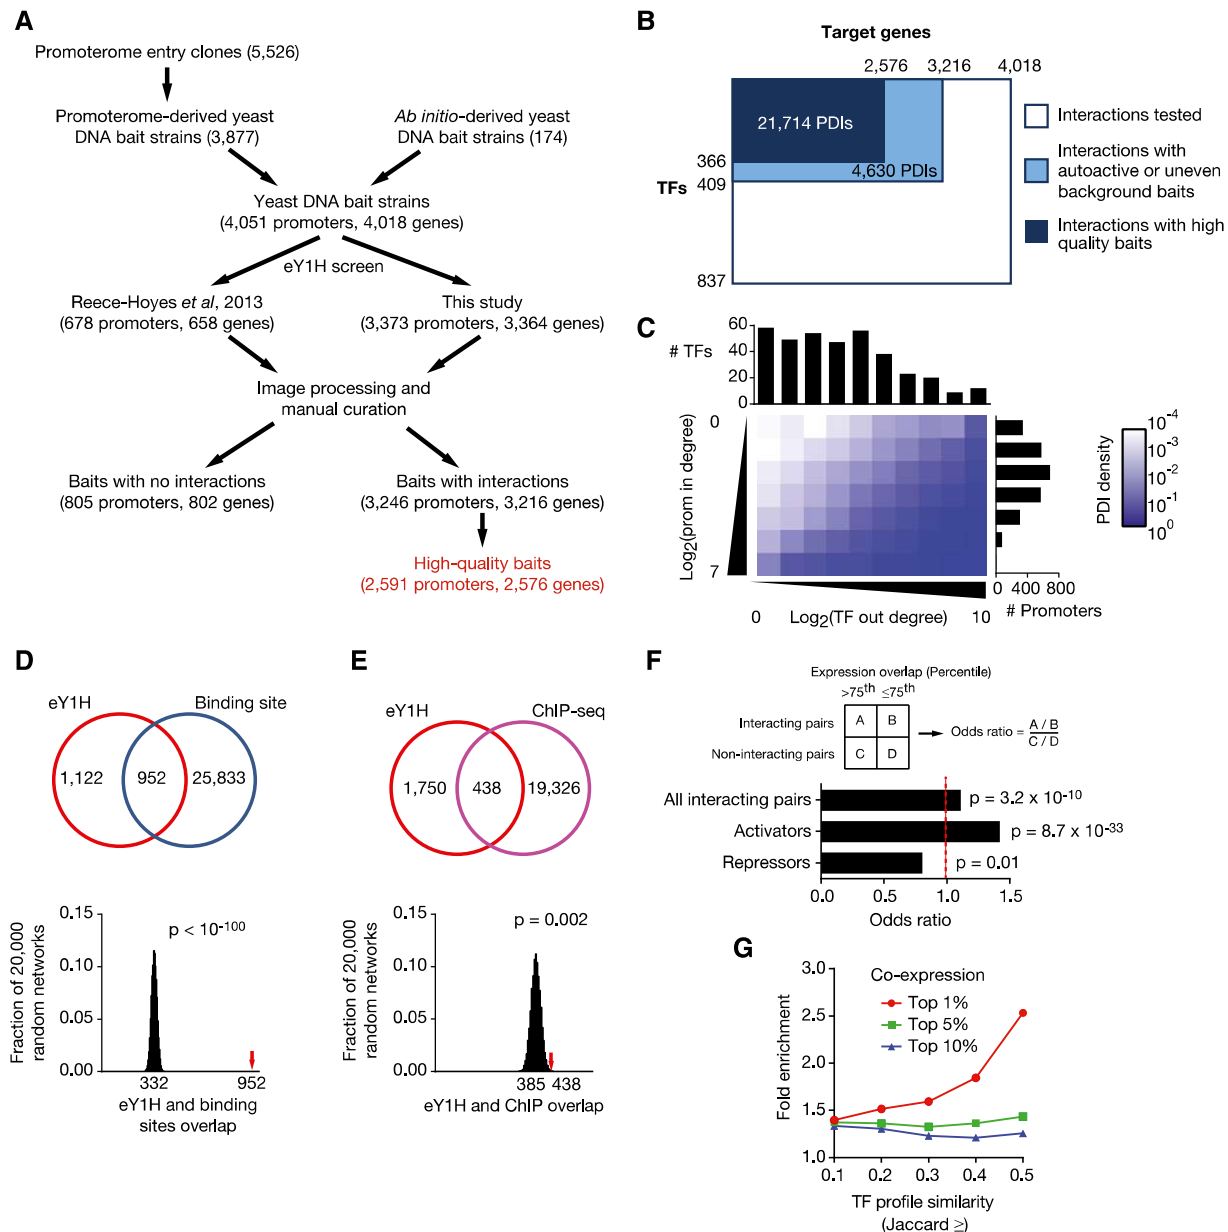 A
Promoterome entry clones (5,526)
Promoterome-derived yeast
DNA bait strains (3,877)
Ab initio-derived yeast
DNA bait strains (174)
Yeast DNA bait strains
(4,051 promoters, 4,018 genes)
eY1H screen
Reece-Hoyes et al, 2013
(678 promoters, 658 genes)
This study
(3,373 promoters, 3,364 genes)
Image processing and
manual curation
Baits with no interactions
(805 promoters, 802 genes)
Baits with interactions
(3,246 promoters, 3,216 genes)
High-quality baits
(2,591 promoters, 2,576 genes)
B
Target genes
2,576 3,216 4,018
21,714 PDIs
4,630 PDIs
366
TFs 409
837
Interactions tested
Interactions with
autoactive or uneven
background baits
Interactions with high
quality baits
C
# TFs
60
40
20
0
Log2(prom in degree)
0
7
0 Log2(TF out degree) 10
0 400 800
# Promoters
PDI density
10-4
10-3
10-2
10-1
100
D
eY1H
Binding site
1,122 952 25,833
Fraction of 20,000
random networks
0.15
0.10
0.05
0.00
p < 10-100
332 952
eY1H and binding
sites overlap
E
eY1H
ChIP-seq
1,750 438 19,326
Fraction of 20,000
random networks
0.15
0.10
0.05
0.00
p = 0.002
385 438
eY1H and ChIP overlap
F
Expression overlap (Percentile)
>75th ≤75th
Interacting pairs A B
Non-interacting pairs C D
Odds ratio = A / B
C / D
All interacting pairs p = 3.2 x 10-10
Activators p = 8.7 x 10-33
Repressors p = 0.01
0.0 0.5 1.0 1.5
Odds ratio
G
Fold enrichment
3.0
2.5
2.0
1.5
1.0
Co-expression
Top 1%
Top 5%
Top 10%
0.1 0.2 0.3 0.4 0.5
TF profile similarity
(Jaccard ≥)